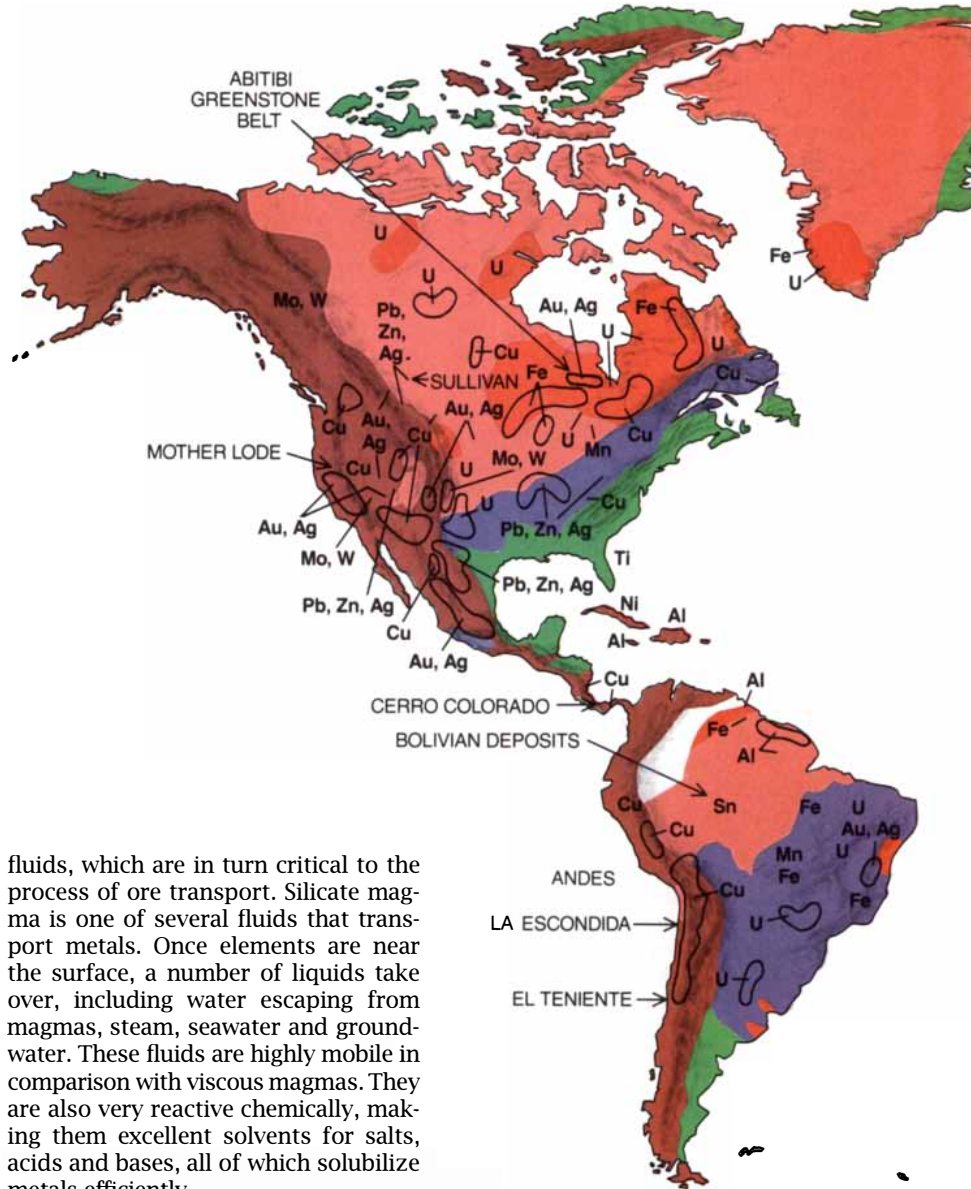 ABITIBI
GREENSTONE
BELT
Fe
U
U
U
U
Mo, W
Pb,
Zn,
Ag
Au, Ag
Fe
U
U
Cu
SULLIVAN
Fe
Cu
Cu
Au,
Ag
Cu
Au, Ag
U
Mn
Cu
MOTHER LODE
Cu
U
Mo, W
U
Cu
Au, Ag
Pb, Zn, Ag
Mo, W
Ti
Pb, Zn, Ag
Pb, Zn, Ag
Cu
Ni
Al
Al
Au, Ag
Cu
Al
CERRO COLORADO
Fe
BOLIVIAN DEPOSITS
Al
Cu
Sn
Fe
U
Cu
Au, Ag
Mn
U
Fe
ANDES
Cu
Fe
LA ESCONDIDA
U
U
EL TENIENTE
fluids, which are in turn critical to the
process of ore transport. Silicate mag-
ma is one of several fluids that trans-
port metals. Once elements are near
the surface, a number of liquids take
over, including water escaping from
magmas, steam, seawater and ground-
water. These fluids are highly mobile in
comparison with viscous magmas. They
are also very reactive chemically, mak-
ing them excellent solvents for salts,
acids and bases, all of which solubilize
metals efficiently.